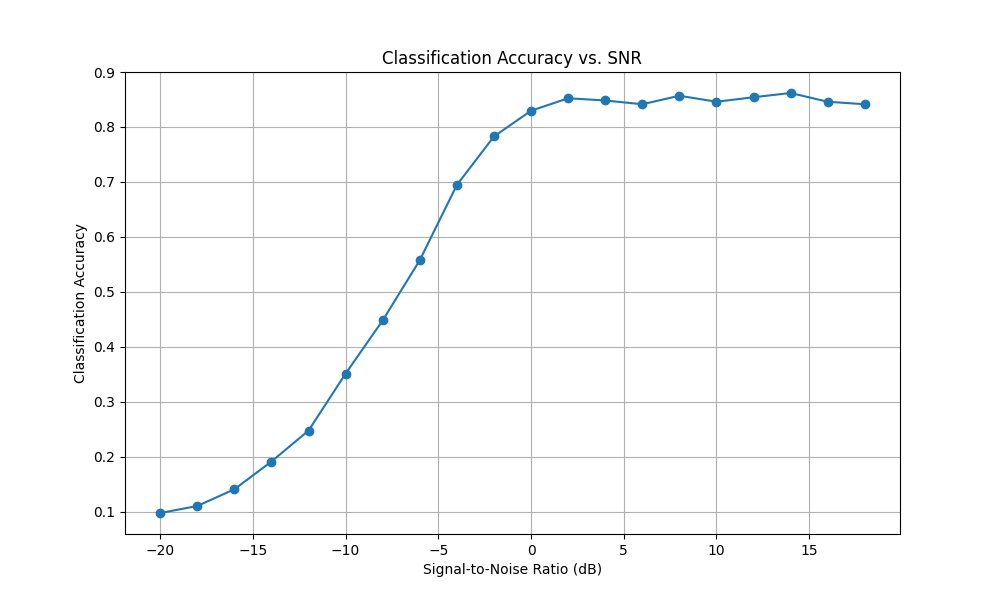 Classification Accuracy vs. SNR
Classification Accuracy
0.9
0.8
0.7
0.6
0.5
0.4
0.3
0.2
0.1
−20 −15 −10 −5 0 5 10 15
Signal-to-Noise Ratio (dB)